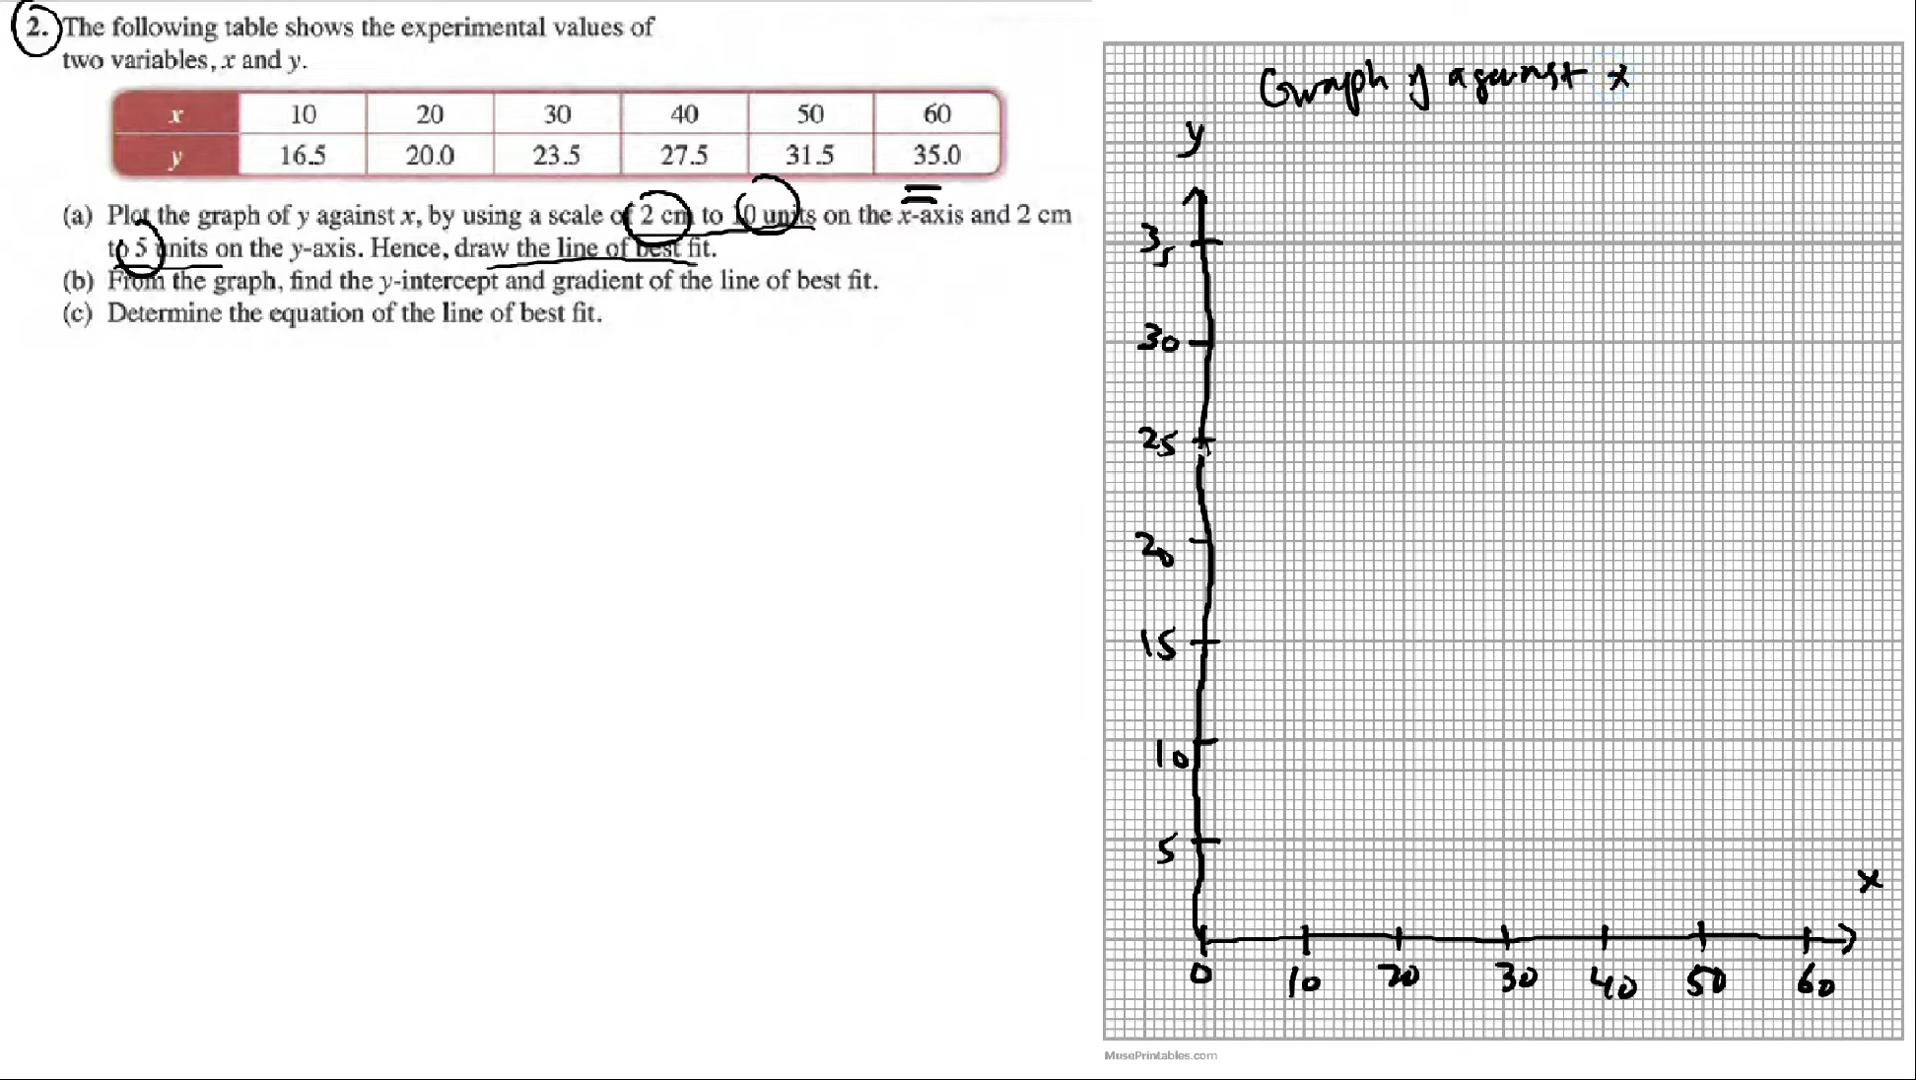 2. The following table shows the experimental values of
two variables, x and y.
x 10 20 30 40 50 60
y 16.5 20.0 23.5 27.5 31.5 35.0
(a) Plot the graph of y against x, by using a scale of 2 cm to 10 units on the x-axis and 2 cm
to 5 units on the y-axis. Hence, draw the line of best fit.
(b) From the graph, find the y-intercept and gradient of the line of best fit.
(c) Determine the equation of the line of best fit.
Graph y against x
y
35
30
25
20
15
10
5
x
0 10 20 30 40 50 60
MusePrintables.com